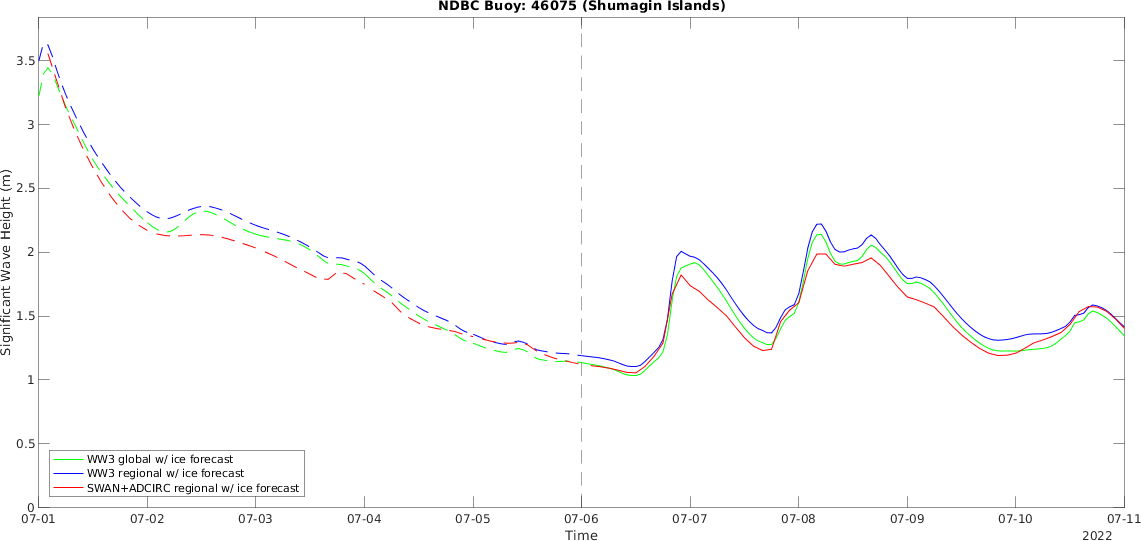 NDBC Buoy: 46075 (Shumagin Islands)
Significant Wave Height (m)
3.5
3
2.5
2
1.5
1
0.5
0
WW3 global w/ ice forecast
WW3 regional w/ ice forecast
SWAN+ADCIRC regional w/ ice forecast
07-01 07-02 07-03 07-04 07-05 07-06 07-07 07-08 07-09 07-10 07-11
Time
2022